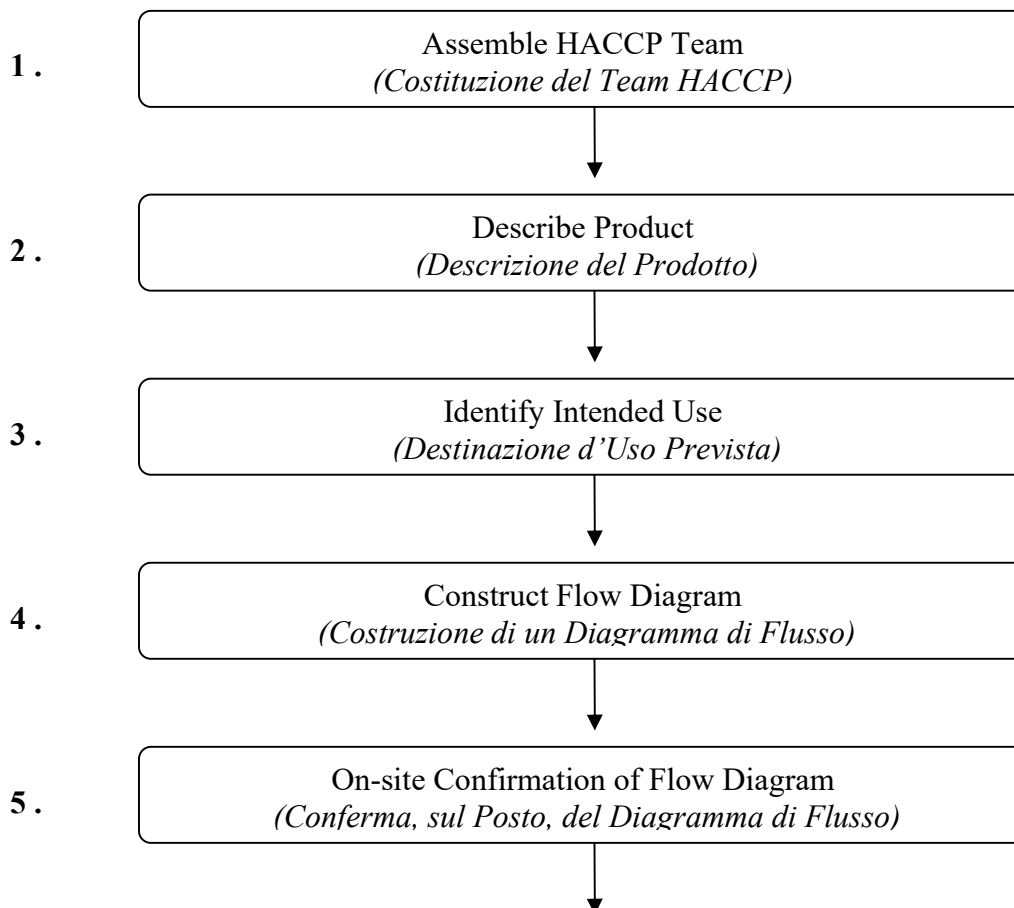 1 .
Assemble HACCP Team
(Costituzione del Team HACCP)
2 .
Describe Product
(Descrizione del Prodotto)
3 .
Identify Intended Use
(Destinazione d’Uso Prevista)
4 .
Construct Flow Diagram
(Costruzione di un Diagramma di Flusso)
5 .
On-site Confirmation of Flow Diagram
(Conferma, sul Posto, del Diagramma di Flusso)